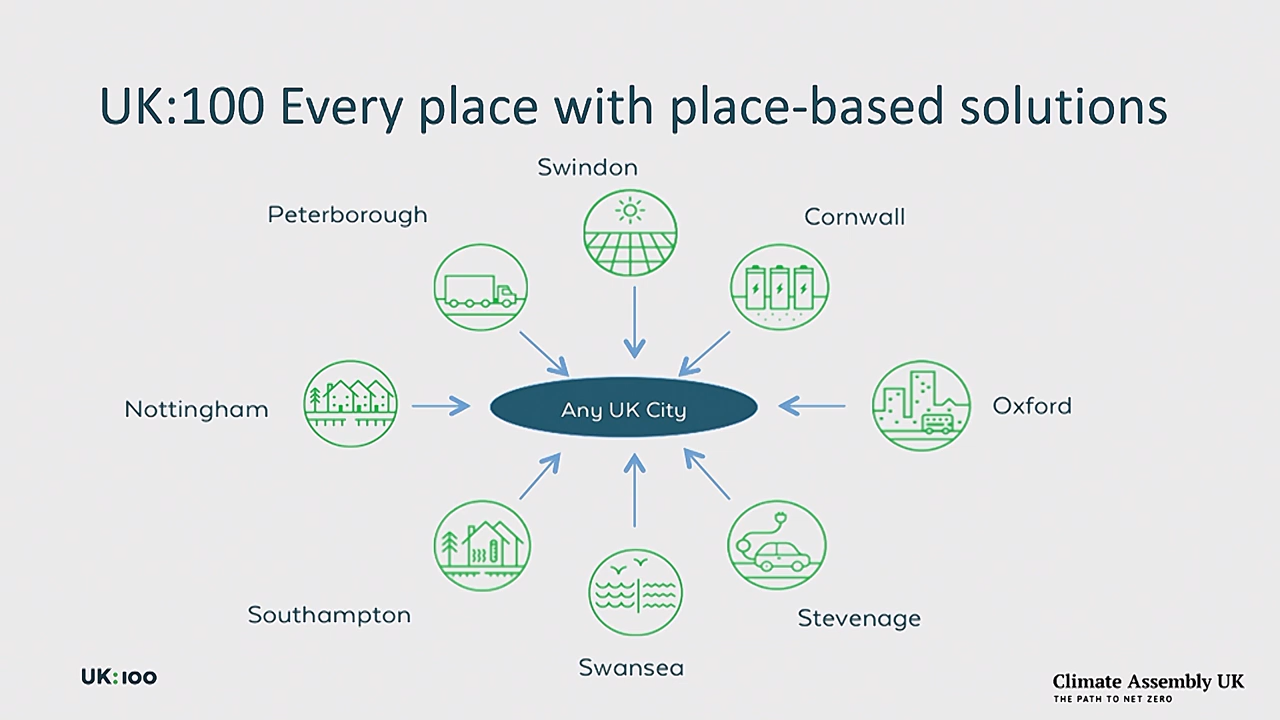 UK:100 Every place with place-based solutions
Swindon
Peterborough
Cornwall
Nottingham
Any UK City
Oxford
Southampton
Stevenage
Swansea
UK:100
Climate Assembly UK
THE PATH TO NET ZERO